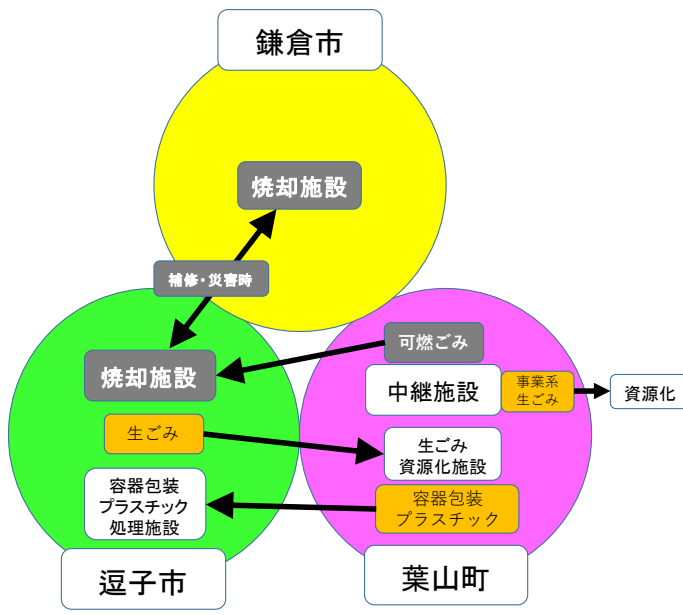 鎌倉市
焼却施設
補修・災害時
焼却施設
可燃ごみ
中継施設
事業系
生ごみ
資源化
生ごみ
生ごみ
資源化施設
容器包装
プラスチック
処理施設
容器包装
プラスチック
逗子市
葉山町